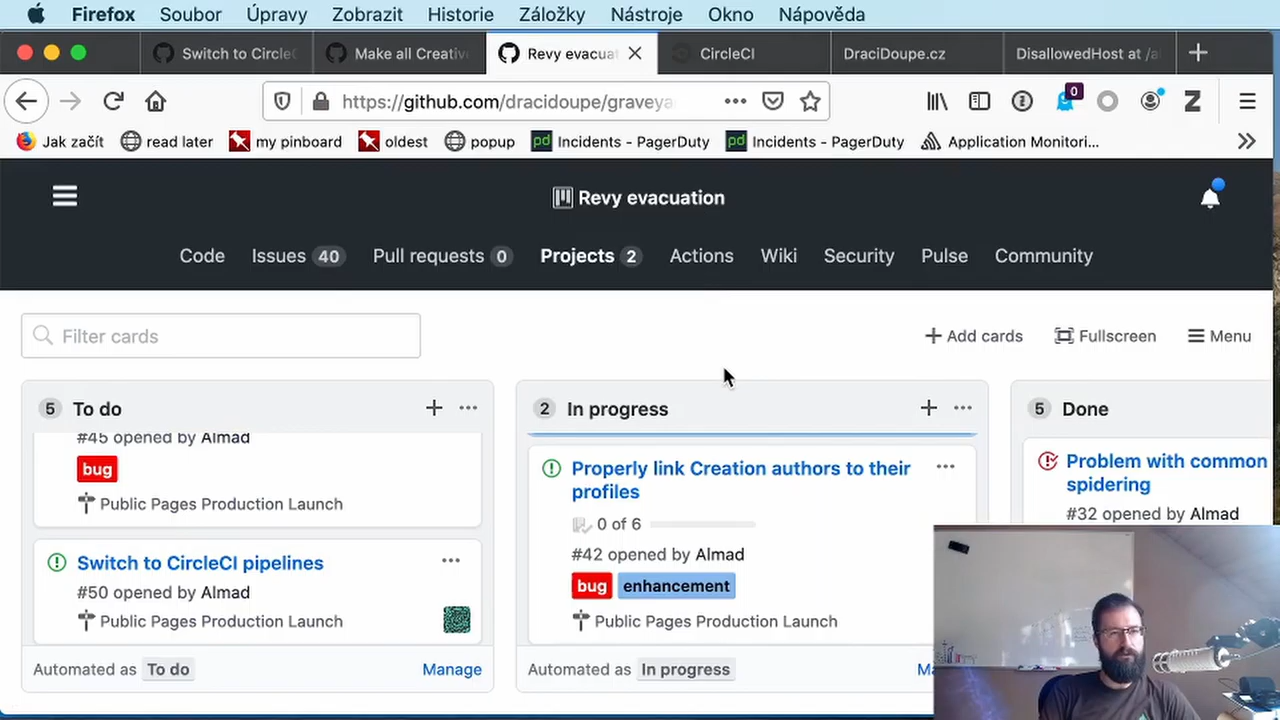 Firefox Soubor Úpravy Zobrazit Historie Záložky Nástroje Okno Nápověda
Switch to CircleC Make all Creative Revy evacuat CircleCI DraciDoupe.cz DisallowedHost at /a
https://github.com/dracidoupe/graveya 0
Jak začít read later my pinboard oldest popup pd Incidents - PagerDuty pd Incidents - PagerDuty Application Monitori...
Revy evacuation
Code Issues 40 Pull requests 0 Projects 2 Actions Wiki Security Pulse Community
Filter cards
Add cards Fullscreen Menu
5 To do
#45 opened by Almad
bug
Public Pages Production Launch
Switch to CircleCI pipelines
#50 opened by Almad
Public Pages Production Launch
Automated as To do Manage
2 In progress
Properly link Creation authors to their
profiles
0 of 6
#42 opened by Almad
bug enhancement
Public Pages Production Launch
Automated as In progress Ma
5 Done
Problem with common
spidering
#32 opened by Almad